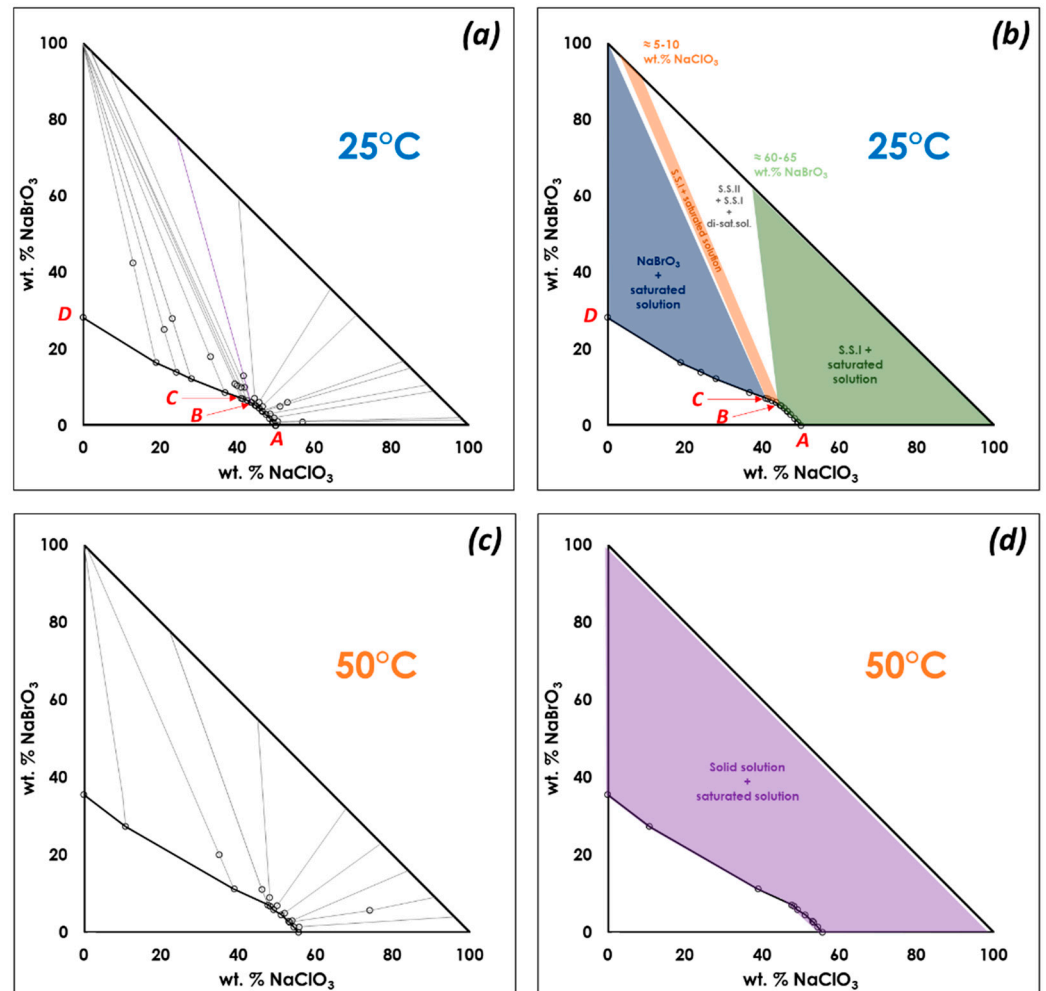 (a)
100
80
60
40
20
0
wt. % NaBrO₃
25°C
D
C
B
A
0
20
40
60
80
100
wt. % NaClO₃
(b)
100
80
60
40
20
0
wt. % NaBrO₃
≈ 5-10
wt.% NaClO₃
25°C
≈ 60-65
wt.% NaBrO₃
S.S.I + saturated solution
S.S.II
+ S.S.I
+
di-sat.sol.
NaBrO₃
+
saturated
solution
S.S.I +
saturated
solution
D
C
B
A
0
20
40
60
80
100
wt. % NaClO₃
(c)
100
80
60
40
20
0
wt. % NaBrO₃
50°C
0
20
40
60
80
100
wt. % NaClO₃
(d)
100
80
60
40
20
0
wt. % NaBrO₃
50°C
Solid solution
+
saturated solution
0
20
40
60
80
100
wt. % NaClO₃